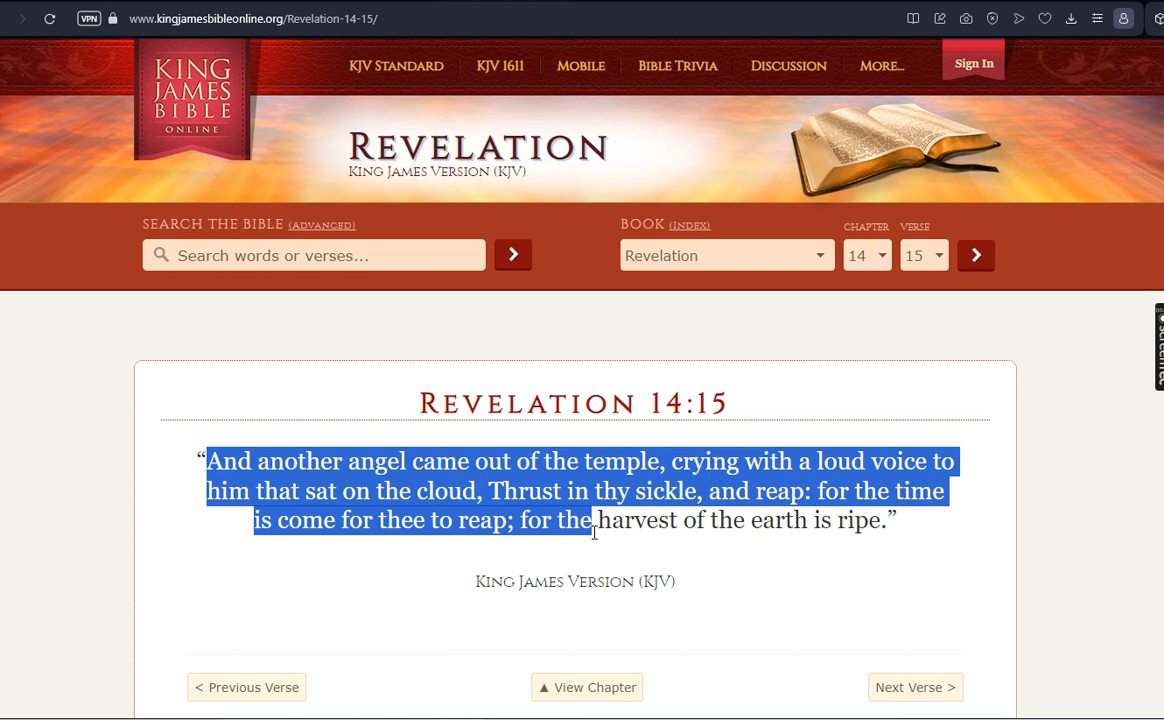 VPN
www.kingjamesbibleonline.org/Revelation-14-15/
KING
JAMES
BIBLE
ONLINE
KJV STANDARD
KJV 1611
MOBILE
BIBLE TRIVIA
DISCUSSION
MORE...
Sign In
REVELATION
KING JAMES VERSION (KJV)
SEARCH THE BIBLE (ADVANCED)
Search words or verses...
BOOK (INDEX)
CHAPTER
VERSE
Revelation
14
15
REVELATION 14:15
“And another angel came out of the temple, crying with a loud voice to
him that sat on the cloud, Thrust in thy sickle, and reap: for the time
is come for thee to reap; for the harvest of the earth is ripe.”
KING JAMES VERSION (KJV)
< Previous Verse
▲ View Chapter
Next Verse >